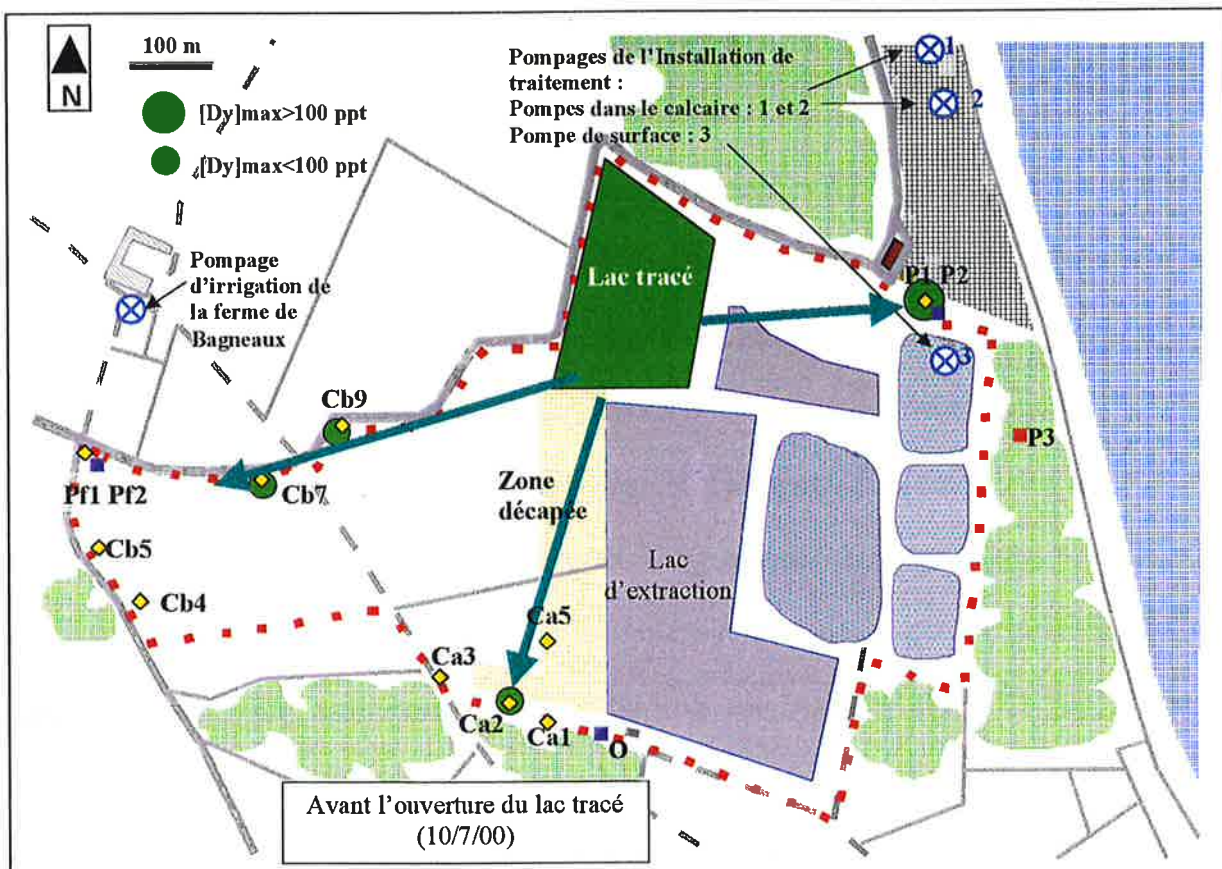 N
100 m
[Dy]max>100 ppt
[Dy]max<100 ppt
Pompages de l'Installation de
traitement :
Pompes dans le calcaire : 1 et 2
Pompe de surface : 3
1
2
Pompage
d'irrigation de
la ferme de
Bagneaux
Lac tracé
P1 P2
3
Cb9
P3
Pf1 Pf2
Cb7
Zone
décapée
Cb5
Lac
d'extraction
Cb4
Ca5
Ca3
Ca2
Ca1
O
Avant l'ouverture du lac tracé
(10/7/00)